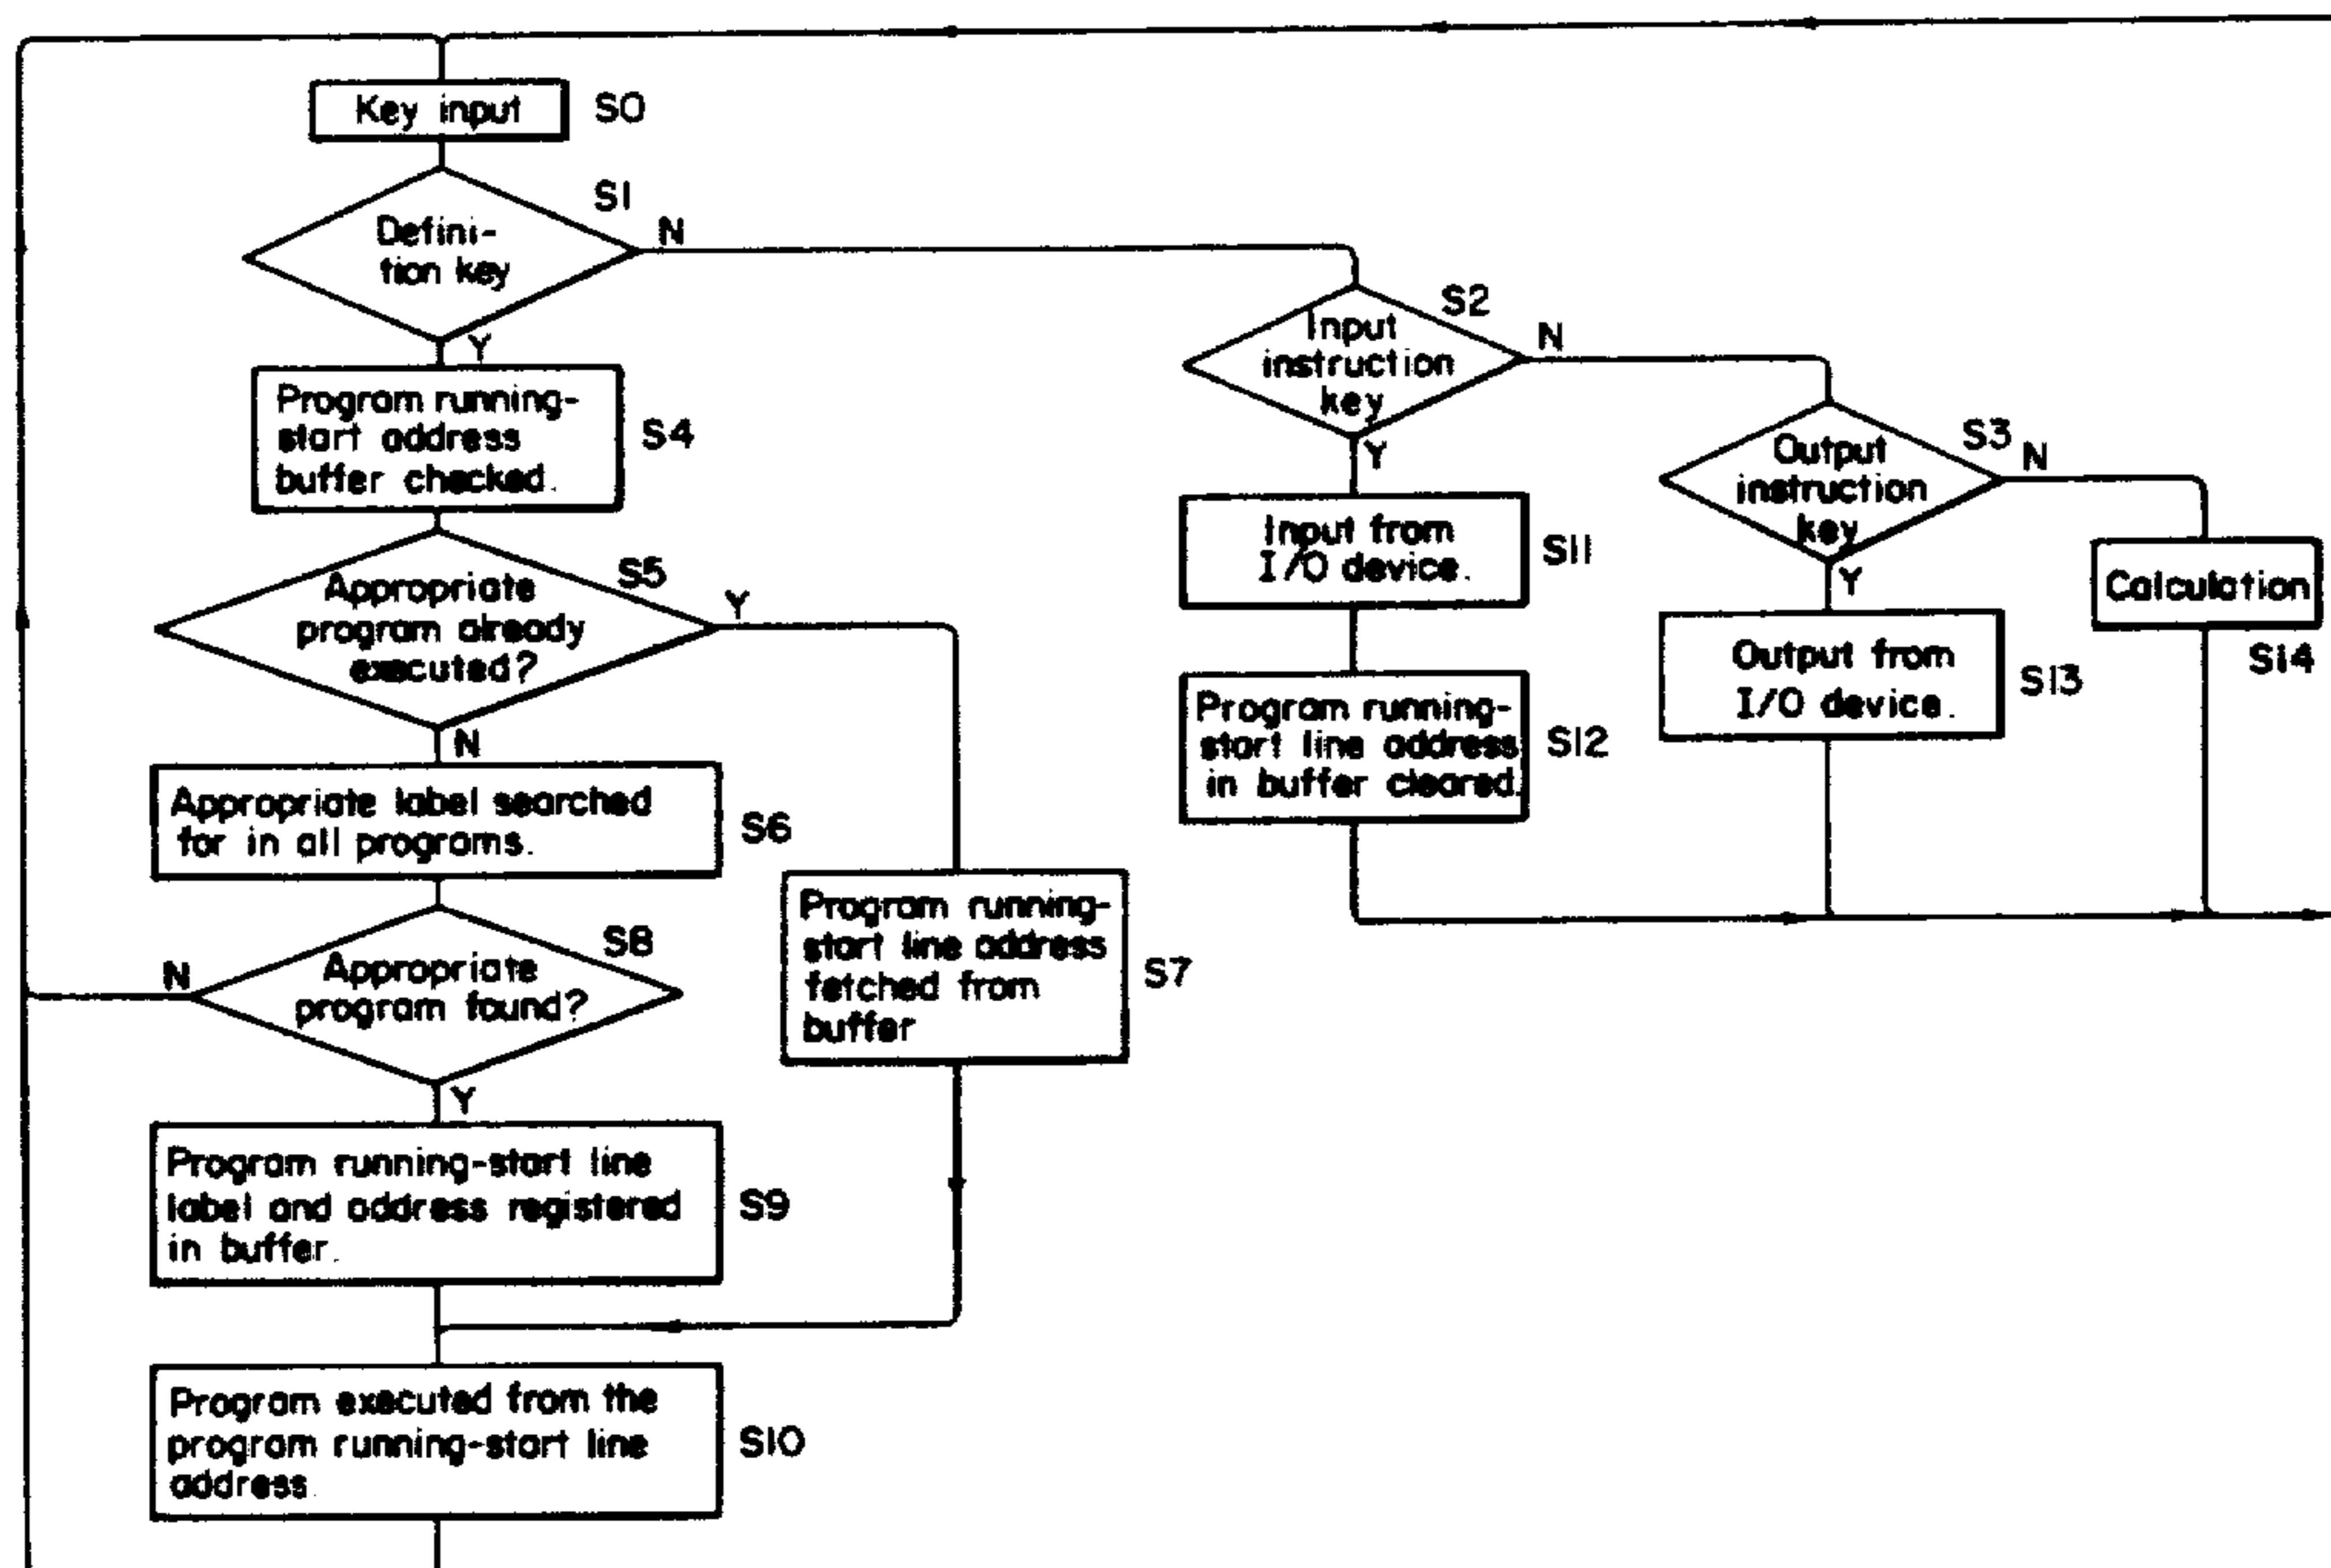 Key input
S0
S1
Defini-
tion key
N
Y
Program running-
start address
buffer checked.
S4
S5
Appropriate
program already
executed?
Y
N
Appropriate label searched
for in all programs.
S6
S8
N
Appropriate
program found?
Y
Program running-
start line address
fetched from
buffer
S7
Program running-start line
label and address registered
in buffer.
S9
Program executed from the
program running-start line
address
S10
S2
Input
instruction
key
N
Y
Input from
I/O device.
S11
Program running-
start line address
in buffer cleared.
S12
S3
Output
instruction
key
N
Y
Output from
I/O device.
S13
Calculation
S14